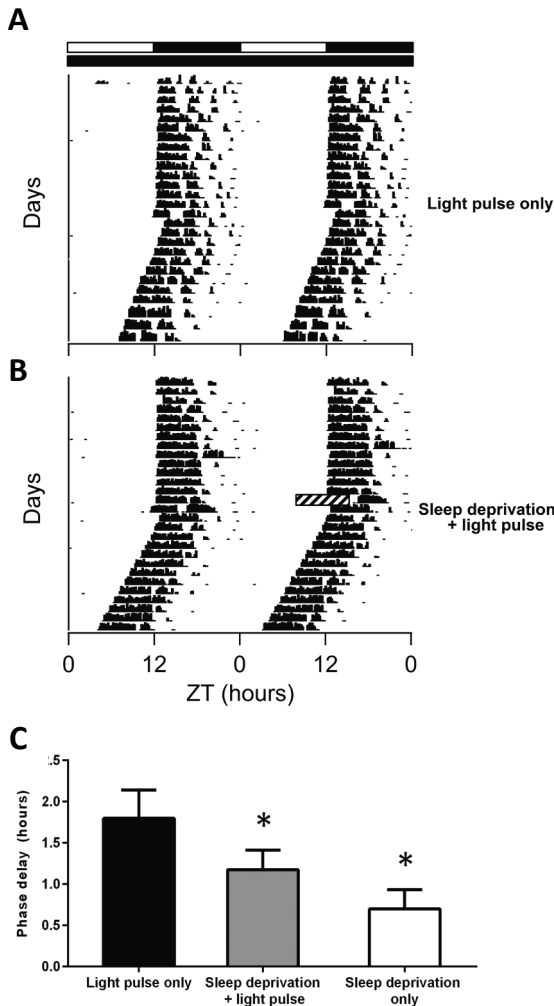 A
Days
Light pulse only
B
Days
Sleep deprivation
+ light pulse
0 12 0 12 0
ZT (hours)
C
Phase delay (hours)
2.5
2.0
1.5
1.0
0.5
0.0
*
*
Light pulse only
Sleep deprivation
+ light pulse
Sleep deprivation
only